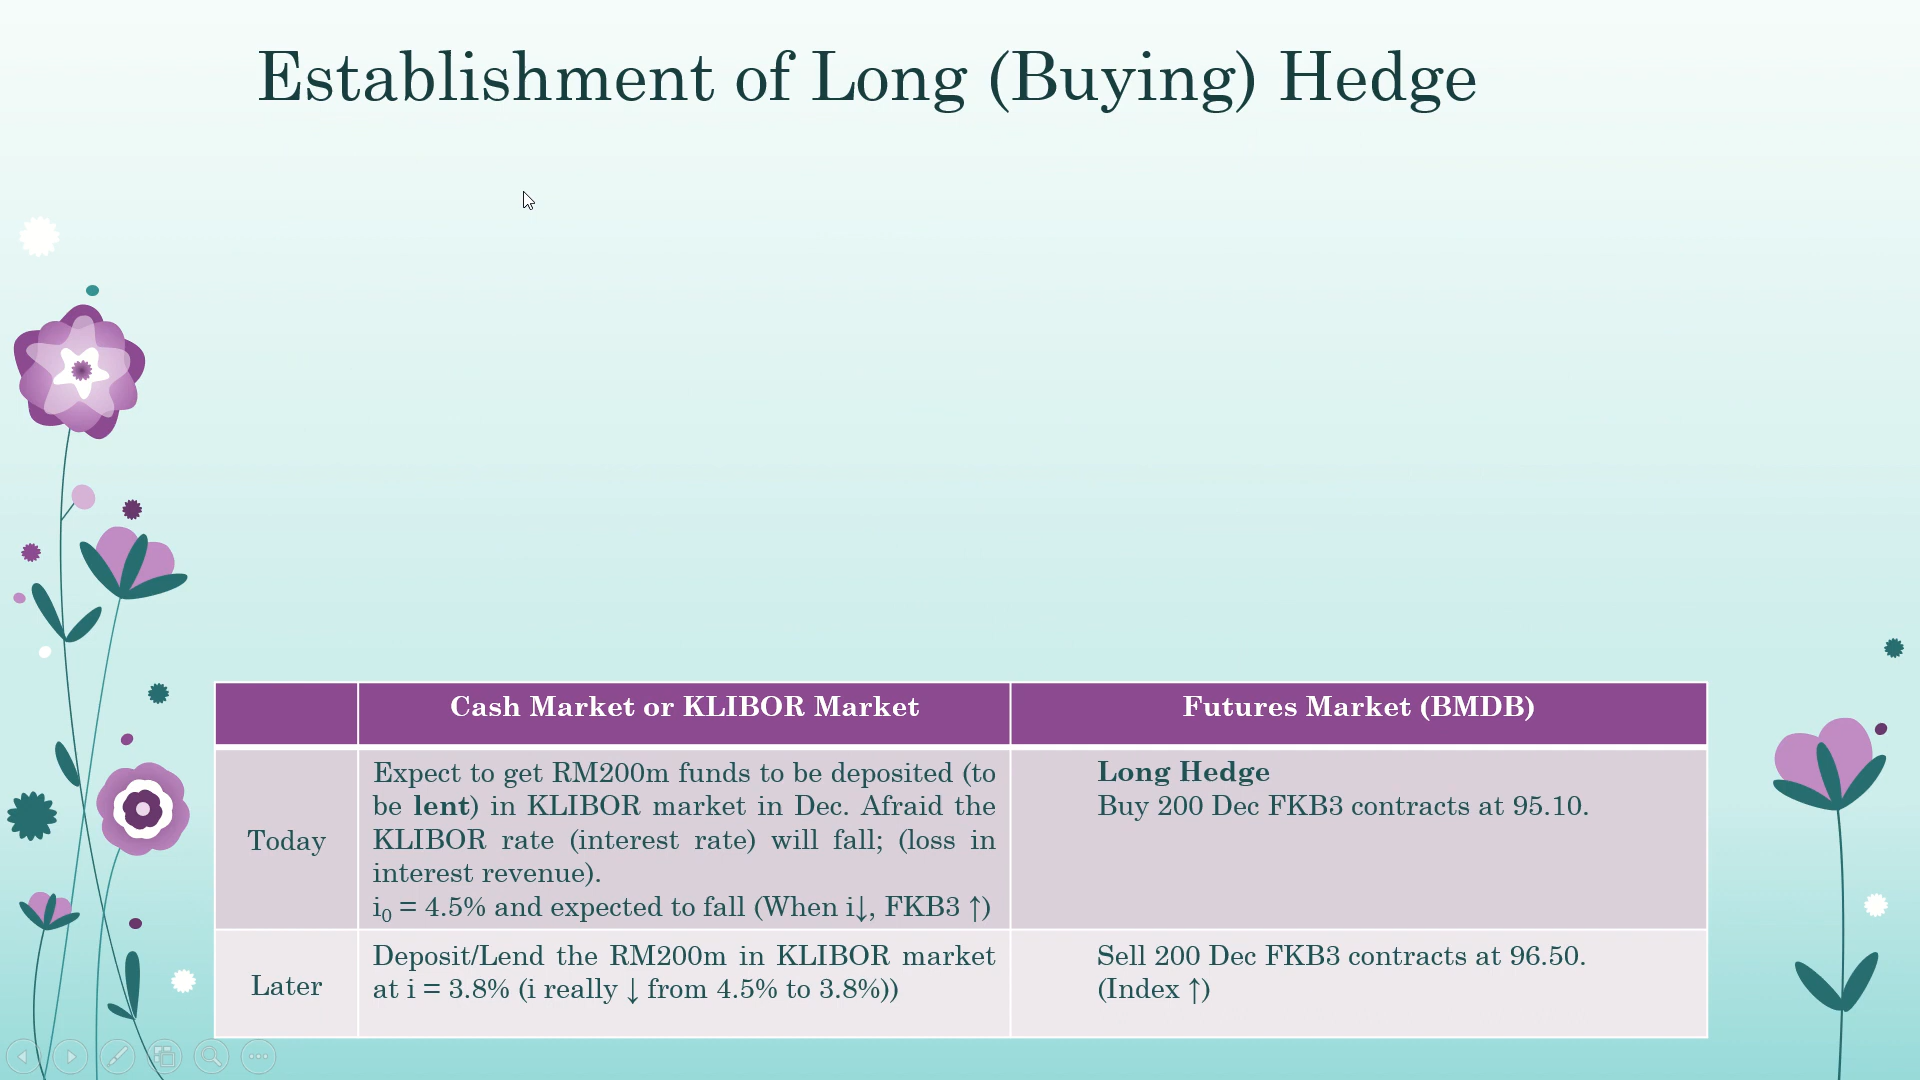 Establishment of Long (Buying) Hedge
Cash Market or KLIBOR Market
Futures Market (BMDB)
Today
Expect to get RM200m funds to be deposited (to
be lent) in KLIBOR market in Dec. Afraid the
KLIBOR rate (interest rate) will fall; (loss in
interest revenue).
i₀ = 4.5% and expected to fall (When i↓, FKB3 ↑)
Long Hedge
Buy 200 Dec FKB3 contracts at 95.10.
Later
Deposit/Lend the RM200m in KLIBOR market
at i = 3.8% (i really ↓ from 4.5% to 3.8%))
Sell 200 Dec FKB3 contracts at 96.50.
(Index ↑)